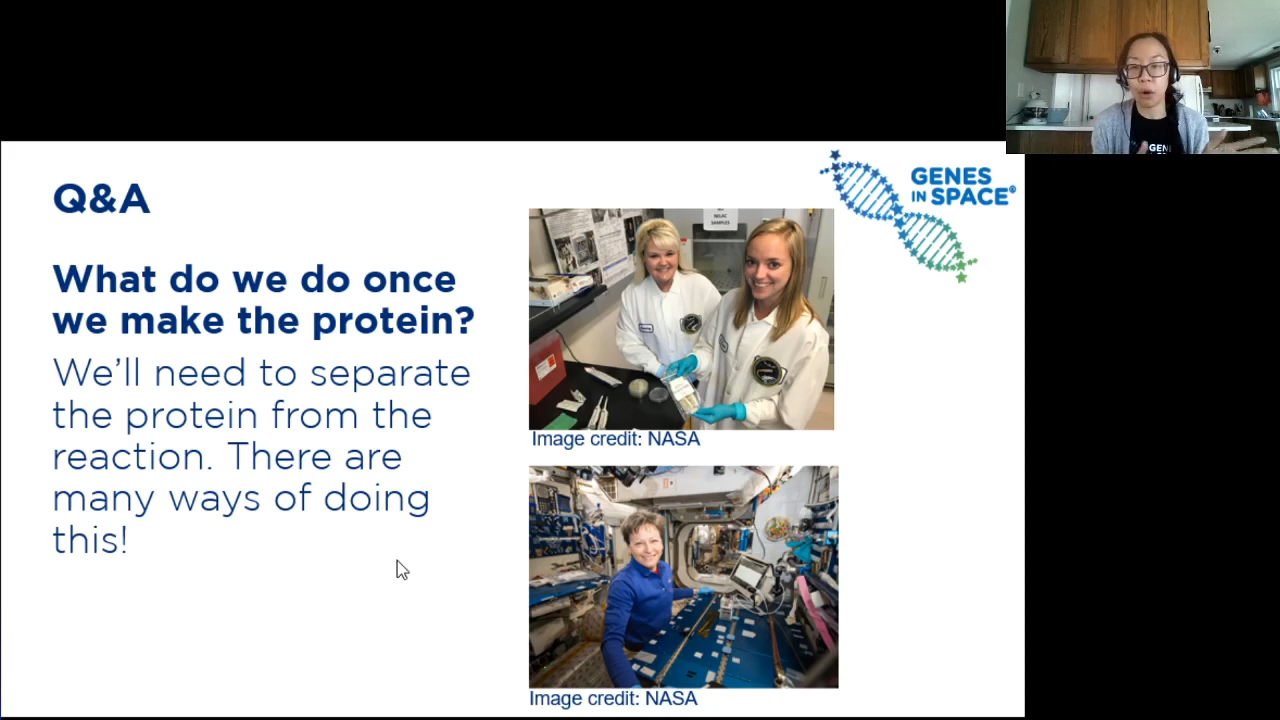 Q&A
What do we do once
we make the protein?
We'll need to separate
the protein from the
reaction. There are
many ways of doing
this!
GENES
IN SPACE®
Image credit: NASA
Image credit: NASA
GEN